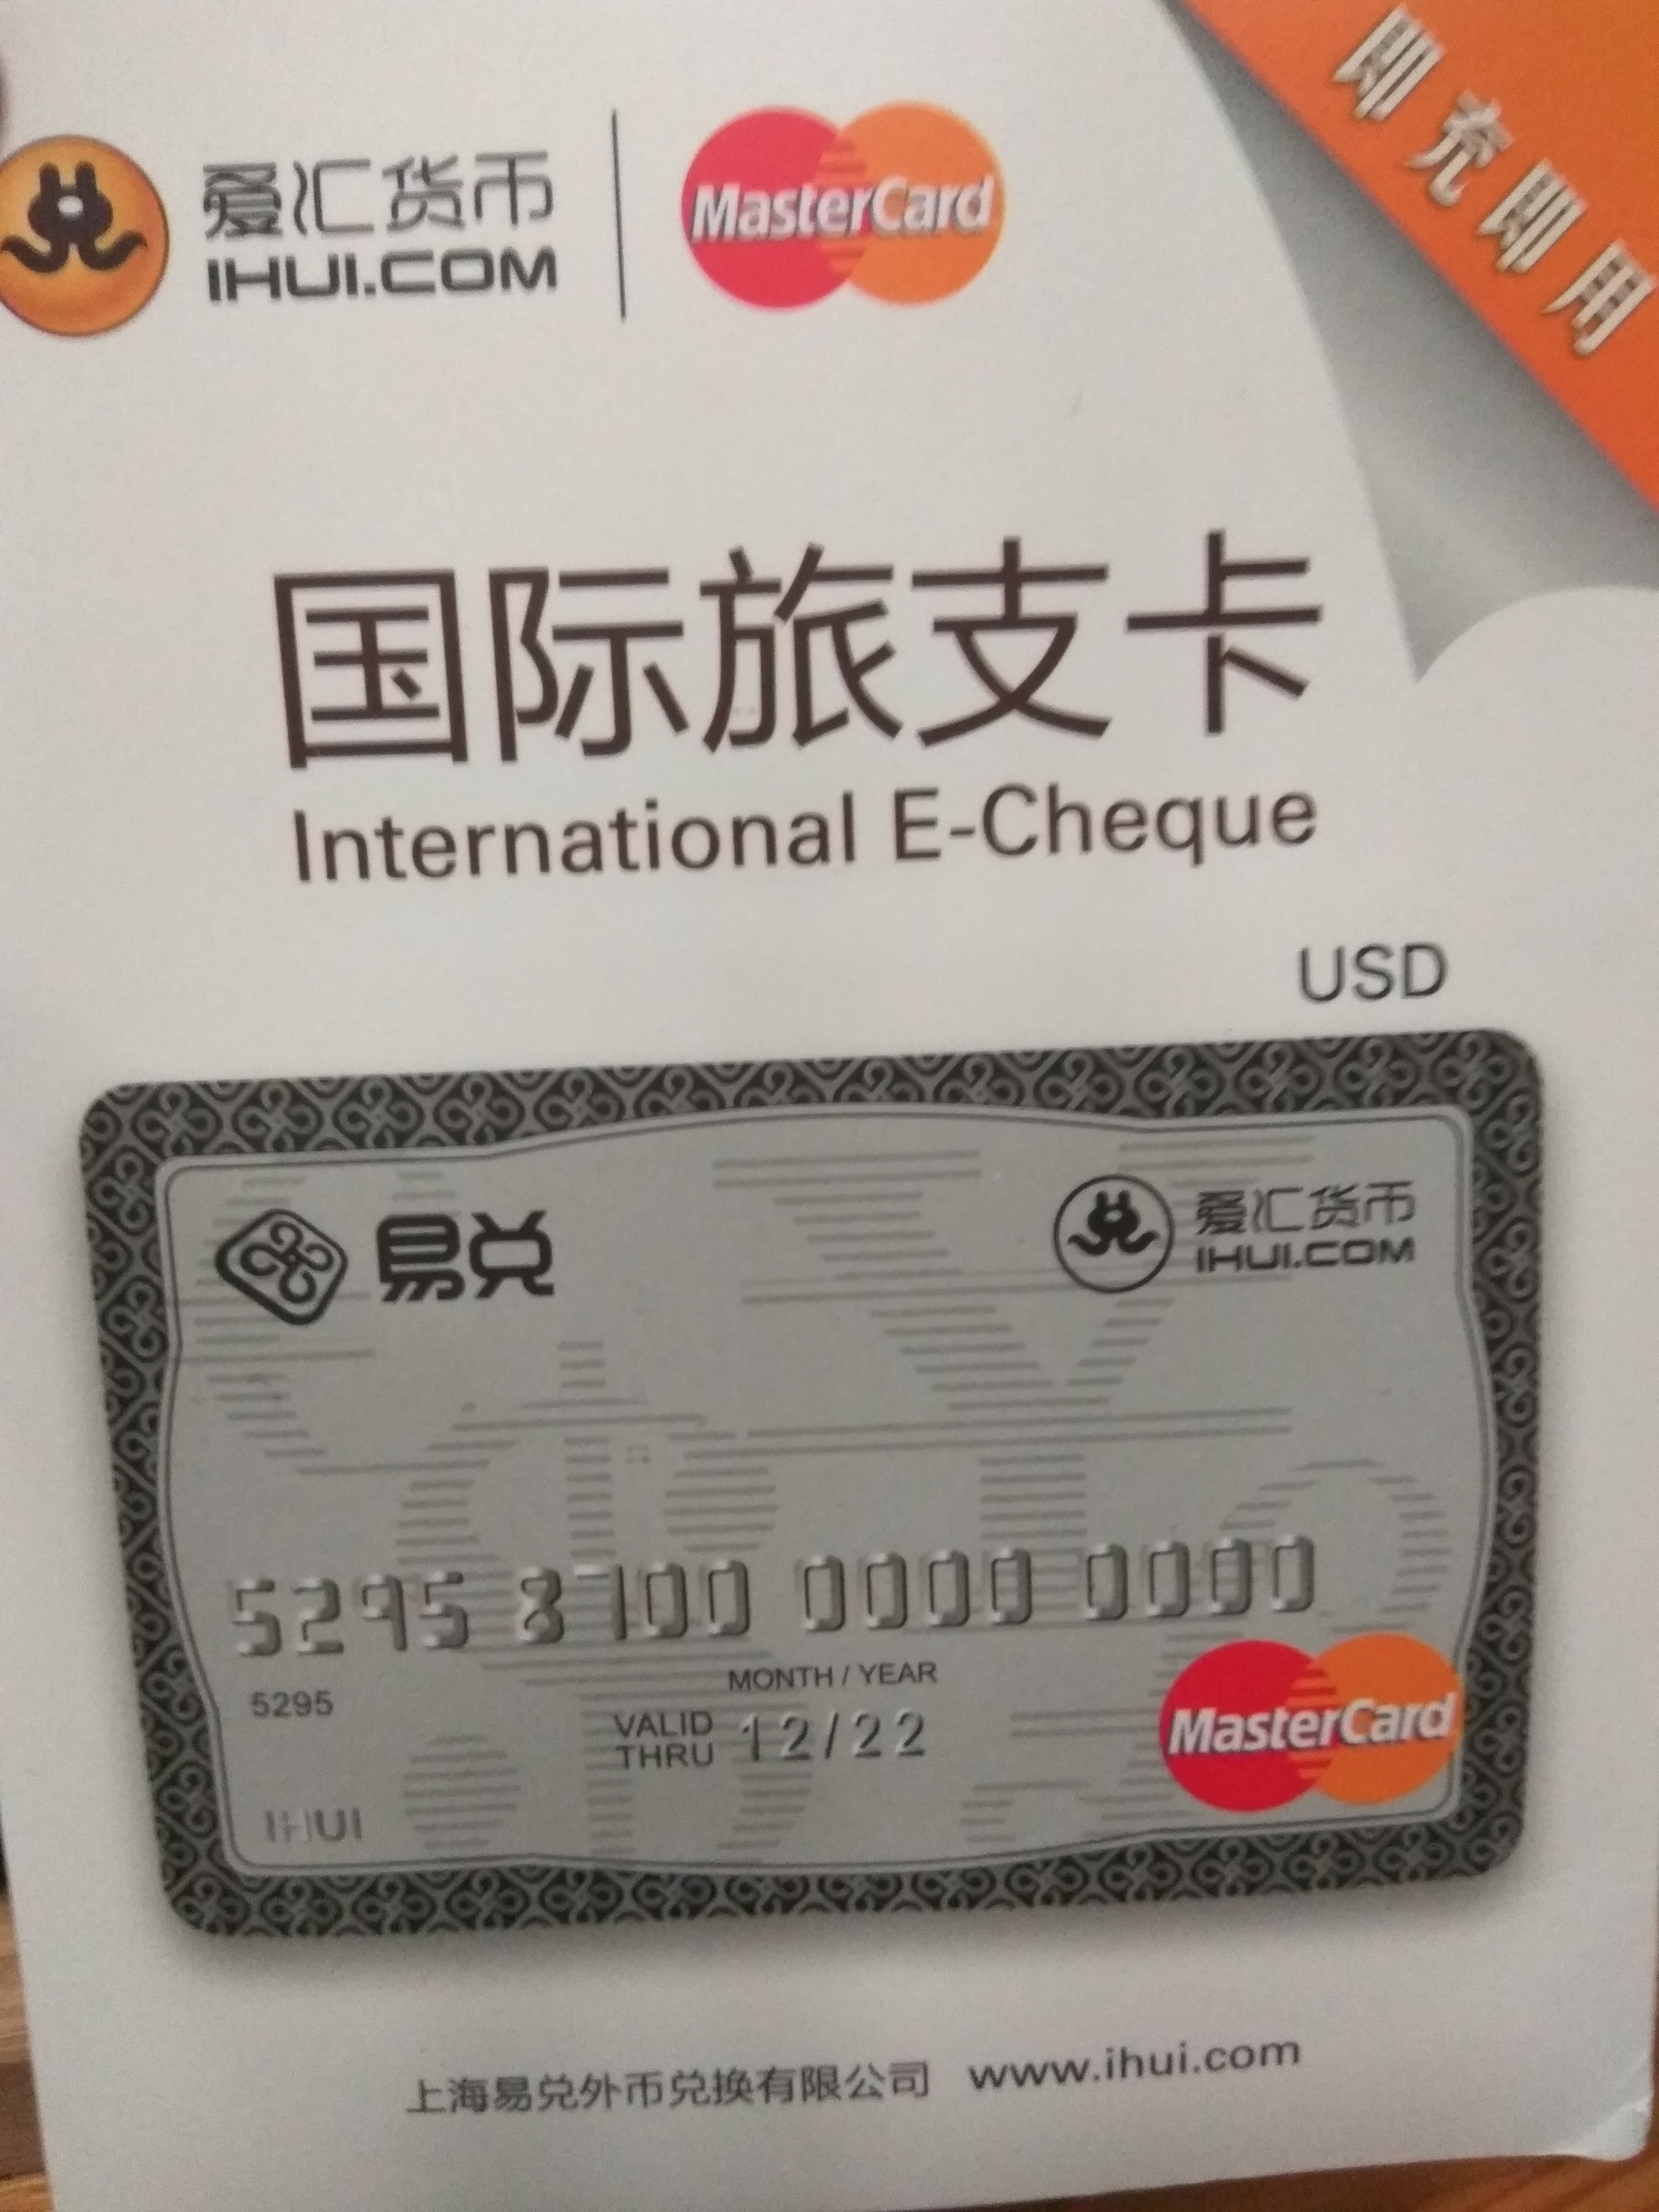 即充即用
爱汇货币
IHUI.COM
MasterCard
国际旅支卡
International E-Cheque
USD
易兑
爱汇货币
IHUI.COM
5295 8700 0000 0000
5295
MONTH / YEAR
VALID THRU 12/22
IHUI
MasterCard
上海易兑外币兑换有限公司 www.ihui.com